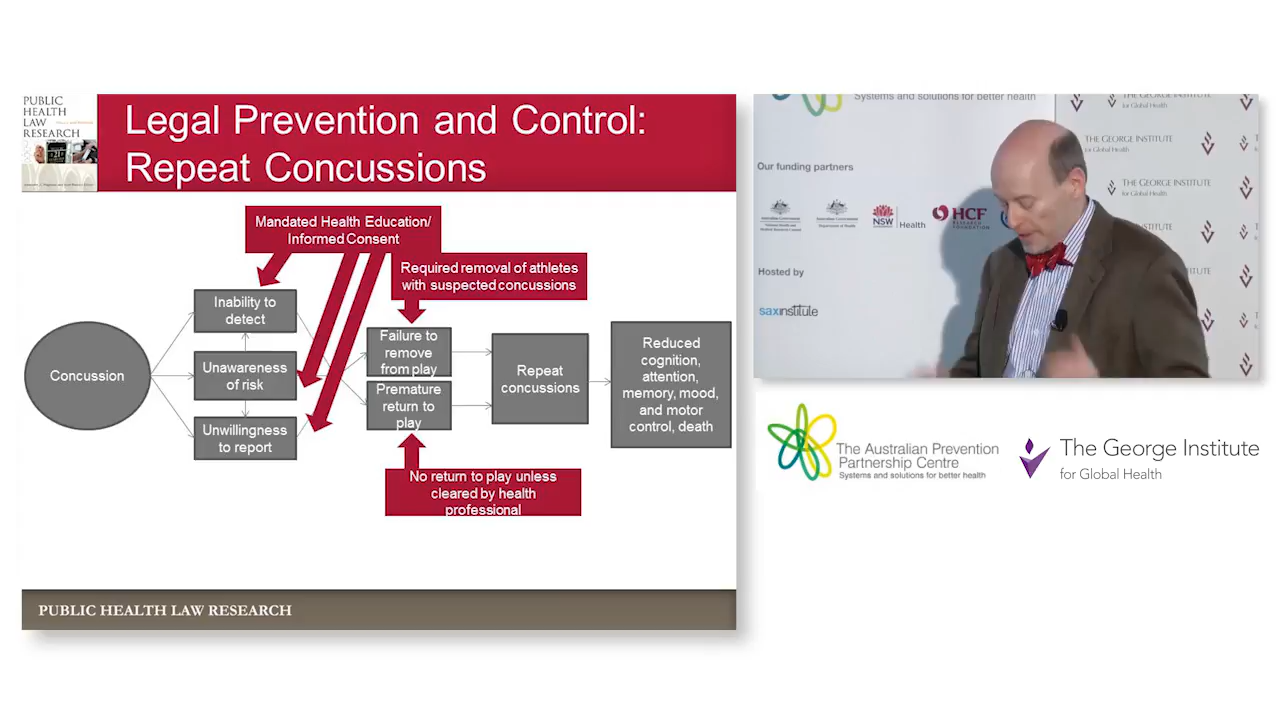 PUBLIC
HEALTH
LAW
RESEARCH
Legal Prevention and Control:
Repeat Concussions
Mandated Health Education/
Informed Consent
Required removal of athletes
with suspected concussions
Inability to
detect
Concussion
Unawareness
of risk
Unwillingness
to report
Failure to
remove
from play
Premature
return to
play
Repeat
concussions
Reduced
cognition,
attention,
memory, mood,
and motor
control, death
No return to play unless
cleared by health
professional
PUBLIC HEALTH LAW RESEARCH
Systems and solutions for better health
Our funding partners
NSW Health
HCF
RESEARCH
FOUNDATION
Hosted by
saxinstitute
for Global Health
THE GEORGE INSTITUTE
for Global Health
THE GEORGE INSTITUTE
for Global Health
The Australian Prevention
Partnership Centre
Systems and solutions for better health
The George Institute
for Global Health